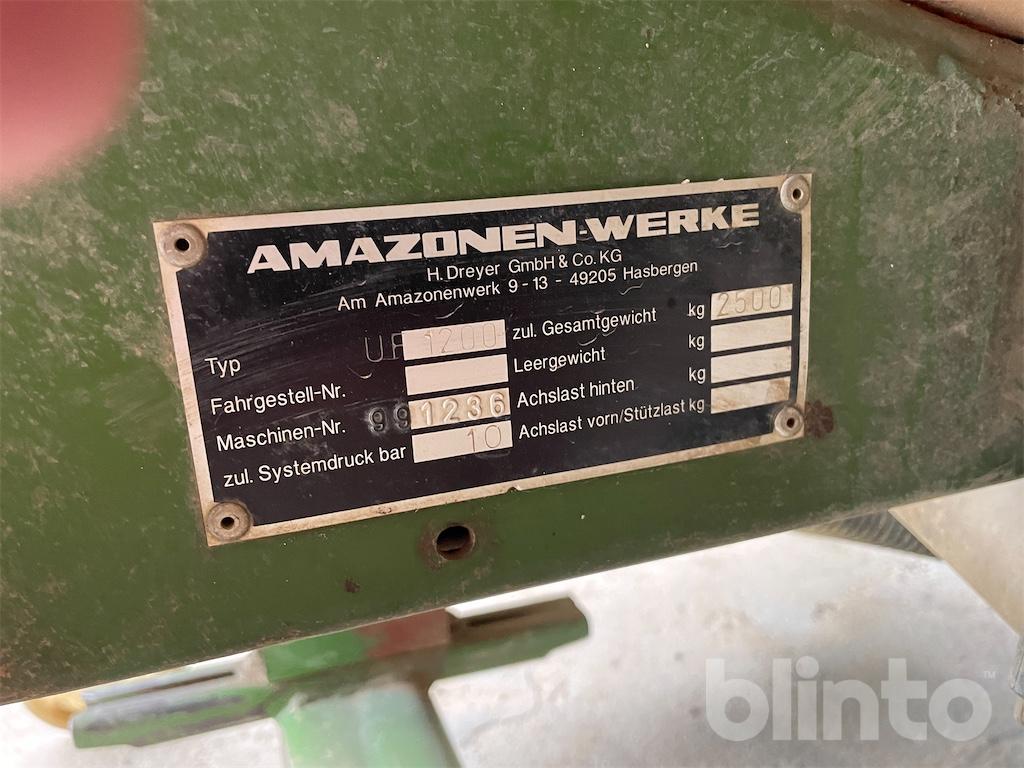 AMAZONEN-WERKE
H. Dreyer GmbH & Co. KG
Am Amazonenwerk 9-13 - 49205 Hasbergen
Typ UF 1200 zul. Gesamtgewicht kg 2500
Fahrgestell-Nr. Leergewicht kg
Maschinen-Nr. 991236 Achslast hinten kg
zul. Systemdruck bar 10 Achslast vorn/Stützlast kg
blinto™